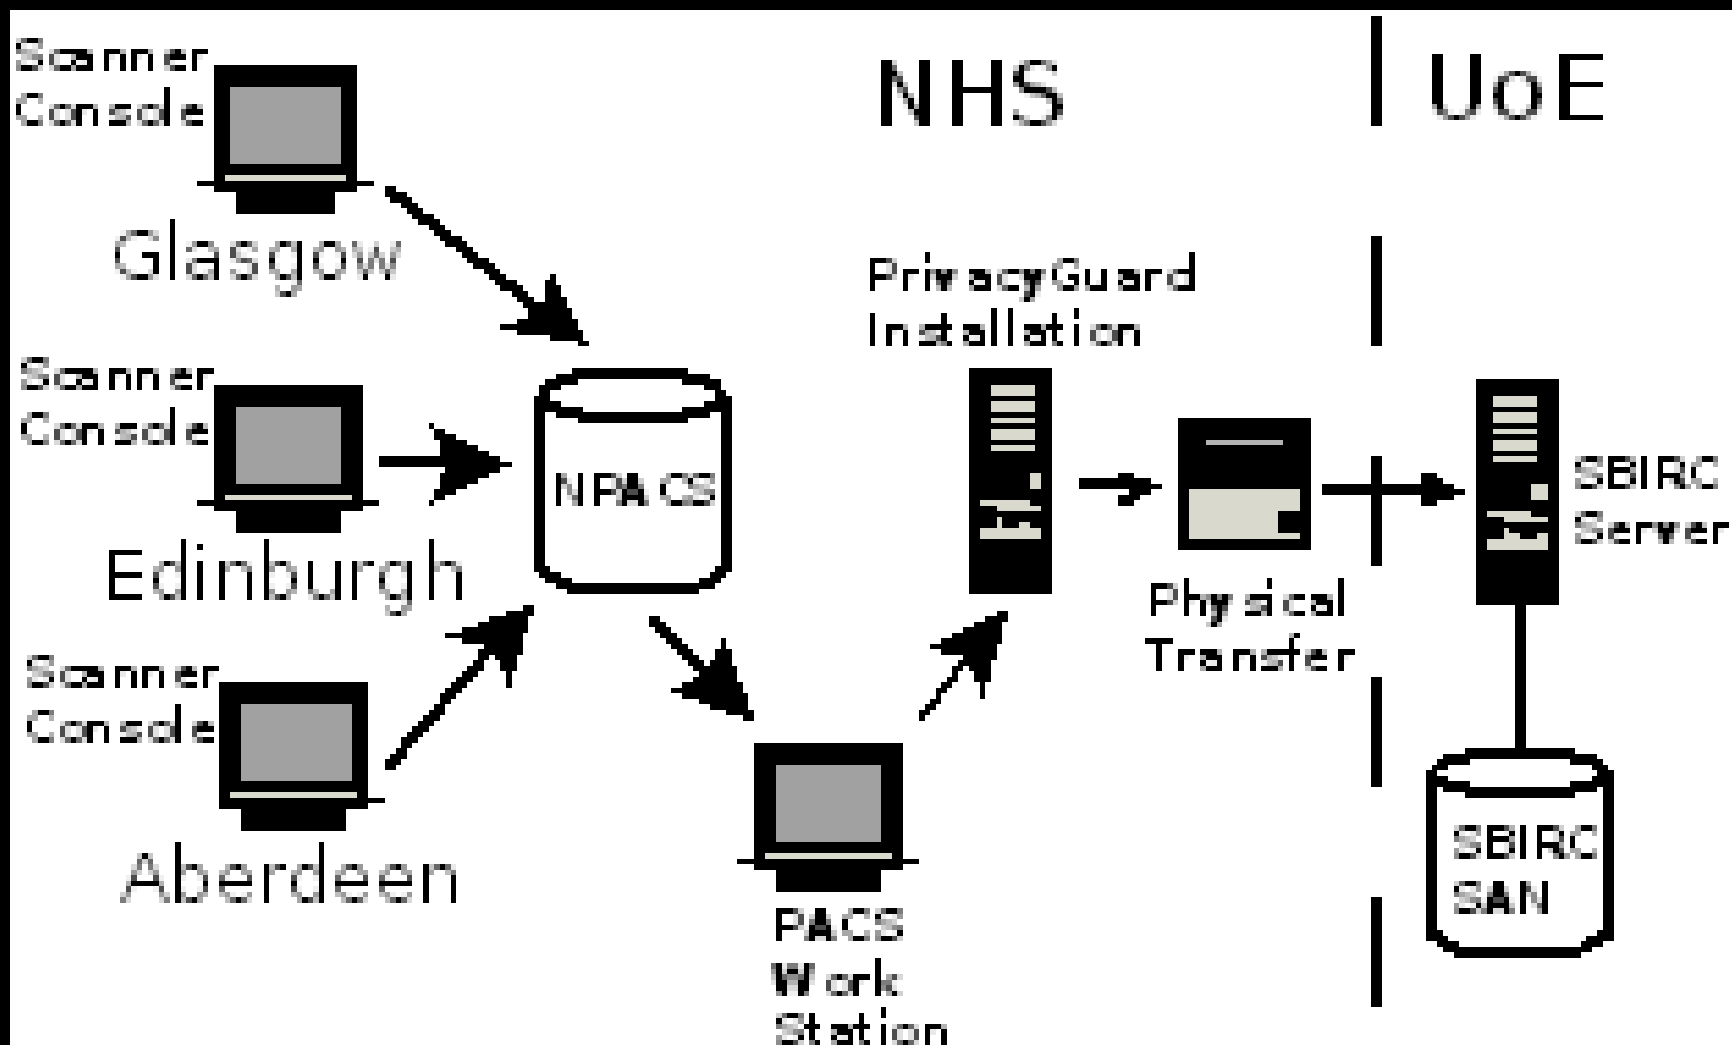 Scanner
Console
Glasgow
NHS
UoE
PrivacyGuard
Installation
Scanner
Console
Edinburgh
NPACS
SBIRC
Server
Physical
Transfer
Scanner
Console
Aberdeen
PACS
Work
Station
SBIRC
SAN